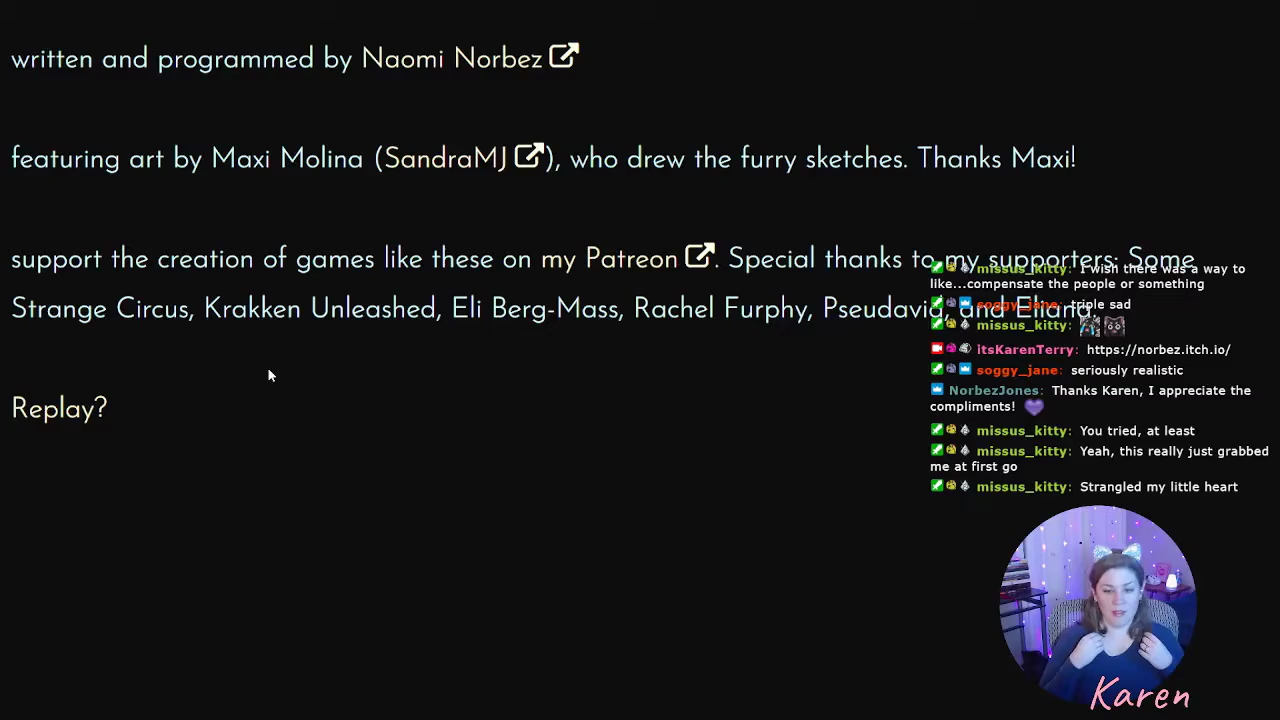 written and programmed by Naomi Norbez
featuring art by Maxi Molina (SandraMJ), who drew the furry sketches. Thanks Maxi!
support the creation of games like these on my Patreon. Special thanks to my supporters: Some
Strange Circus, Krakken Unleashed, Eli Berg-Mass, Rachel Furphy, Pseudavid, and Eliana.
Replay?
missus_kitty: I wish there was a way to
like...compensate the people or something
soggy_jane: triple sad
missus_kitty:
itsKarenTerry: https://norbez.itch.io/
soggy_jane: seriously realistic
NorbezJones: Thanks Karen, I appreciate the
compliments!
missus_kitty: You tried, at least
missus_kitty: Yeah, this really just grabbed
me at first go
missus_kitty: Strangled my little heart
Karen